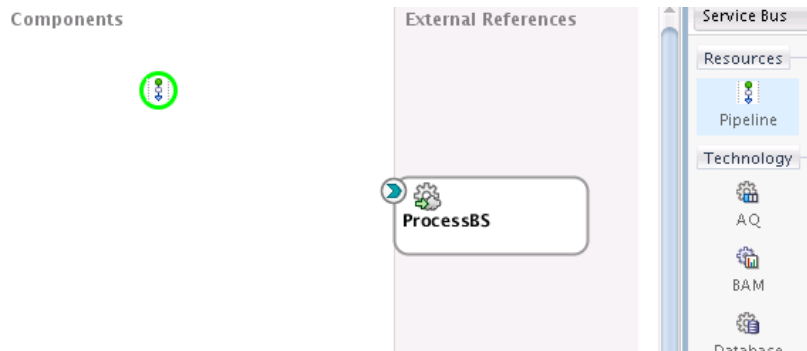 Components
External References
ProcessBS
Service Bus
Resources
Pipeline
Technology
AQ
BAM
Database